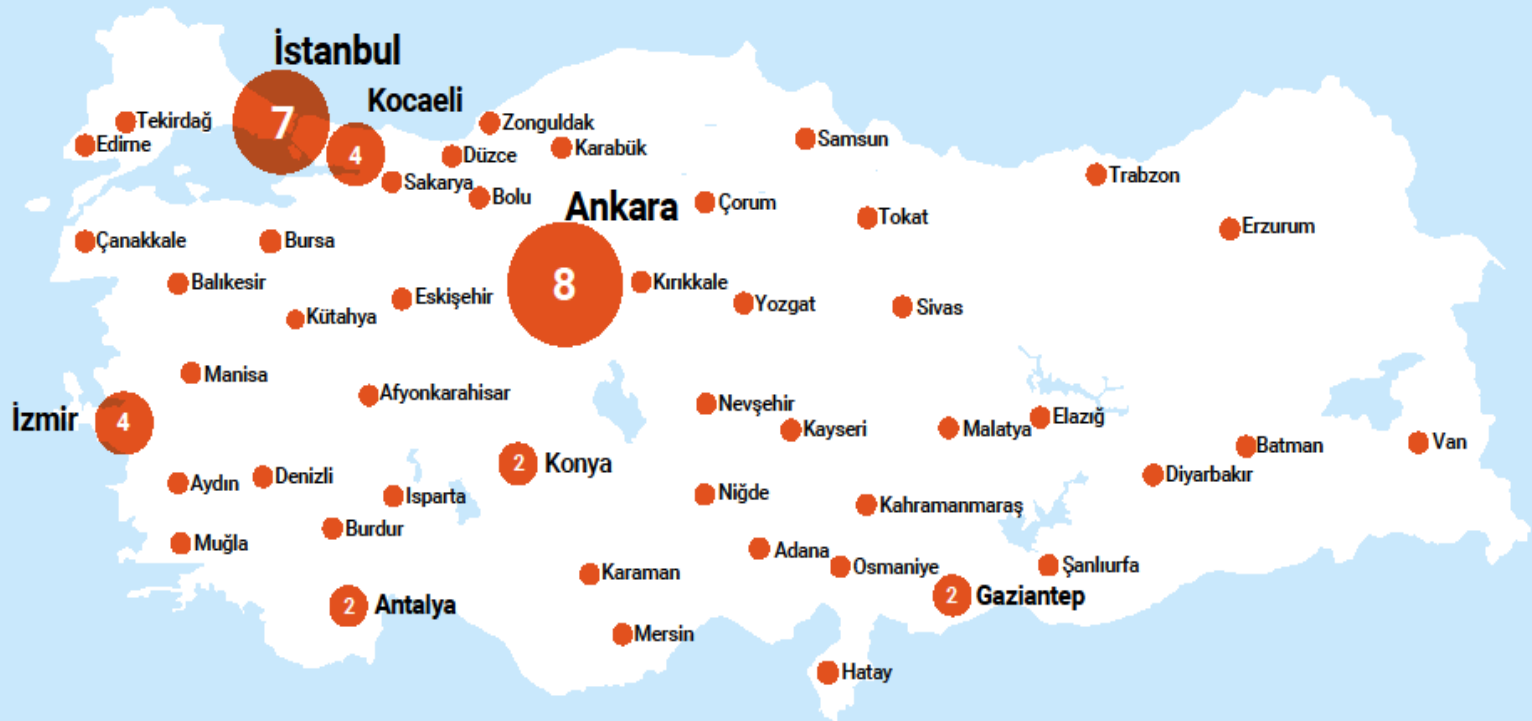 İstanbul
7
Kocaeli
4
Tekirdağ
Edirne
Zonguldak
Karabük
Düzce
Sakarya
Bolu
Samsun
Trabzon
Ankara
8
Çorum
Tokat
Erzurum
Çanakkale
Bursa
Balıkesir
Kütahya
Eskişehir
Kırıkkale
Yozgat
Sivas
Manisa
Afyonkarahisar
Nevşehir
Kayseri
Malatya
Elazığ
İzmir
4
Batman
Van
Diyarbakır
2
Konya
Aydın
Denizli
Isparta
Niğde
Kahramanmaraş
Burdur
Muğla
Adana
Osmaniye
Şanlıurfa
Karaman
2
Antalya
2
Gaziantep
Mersin
Hatay